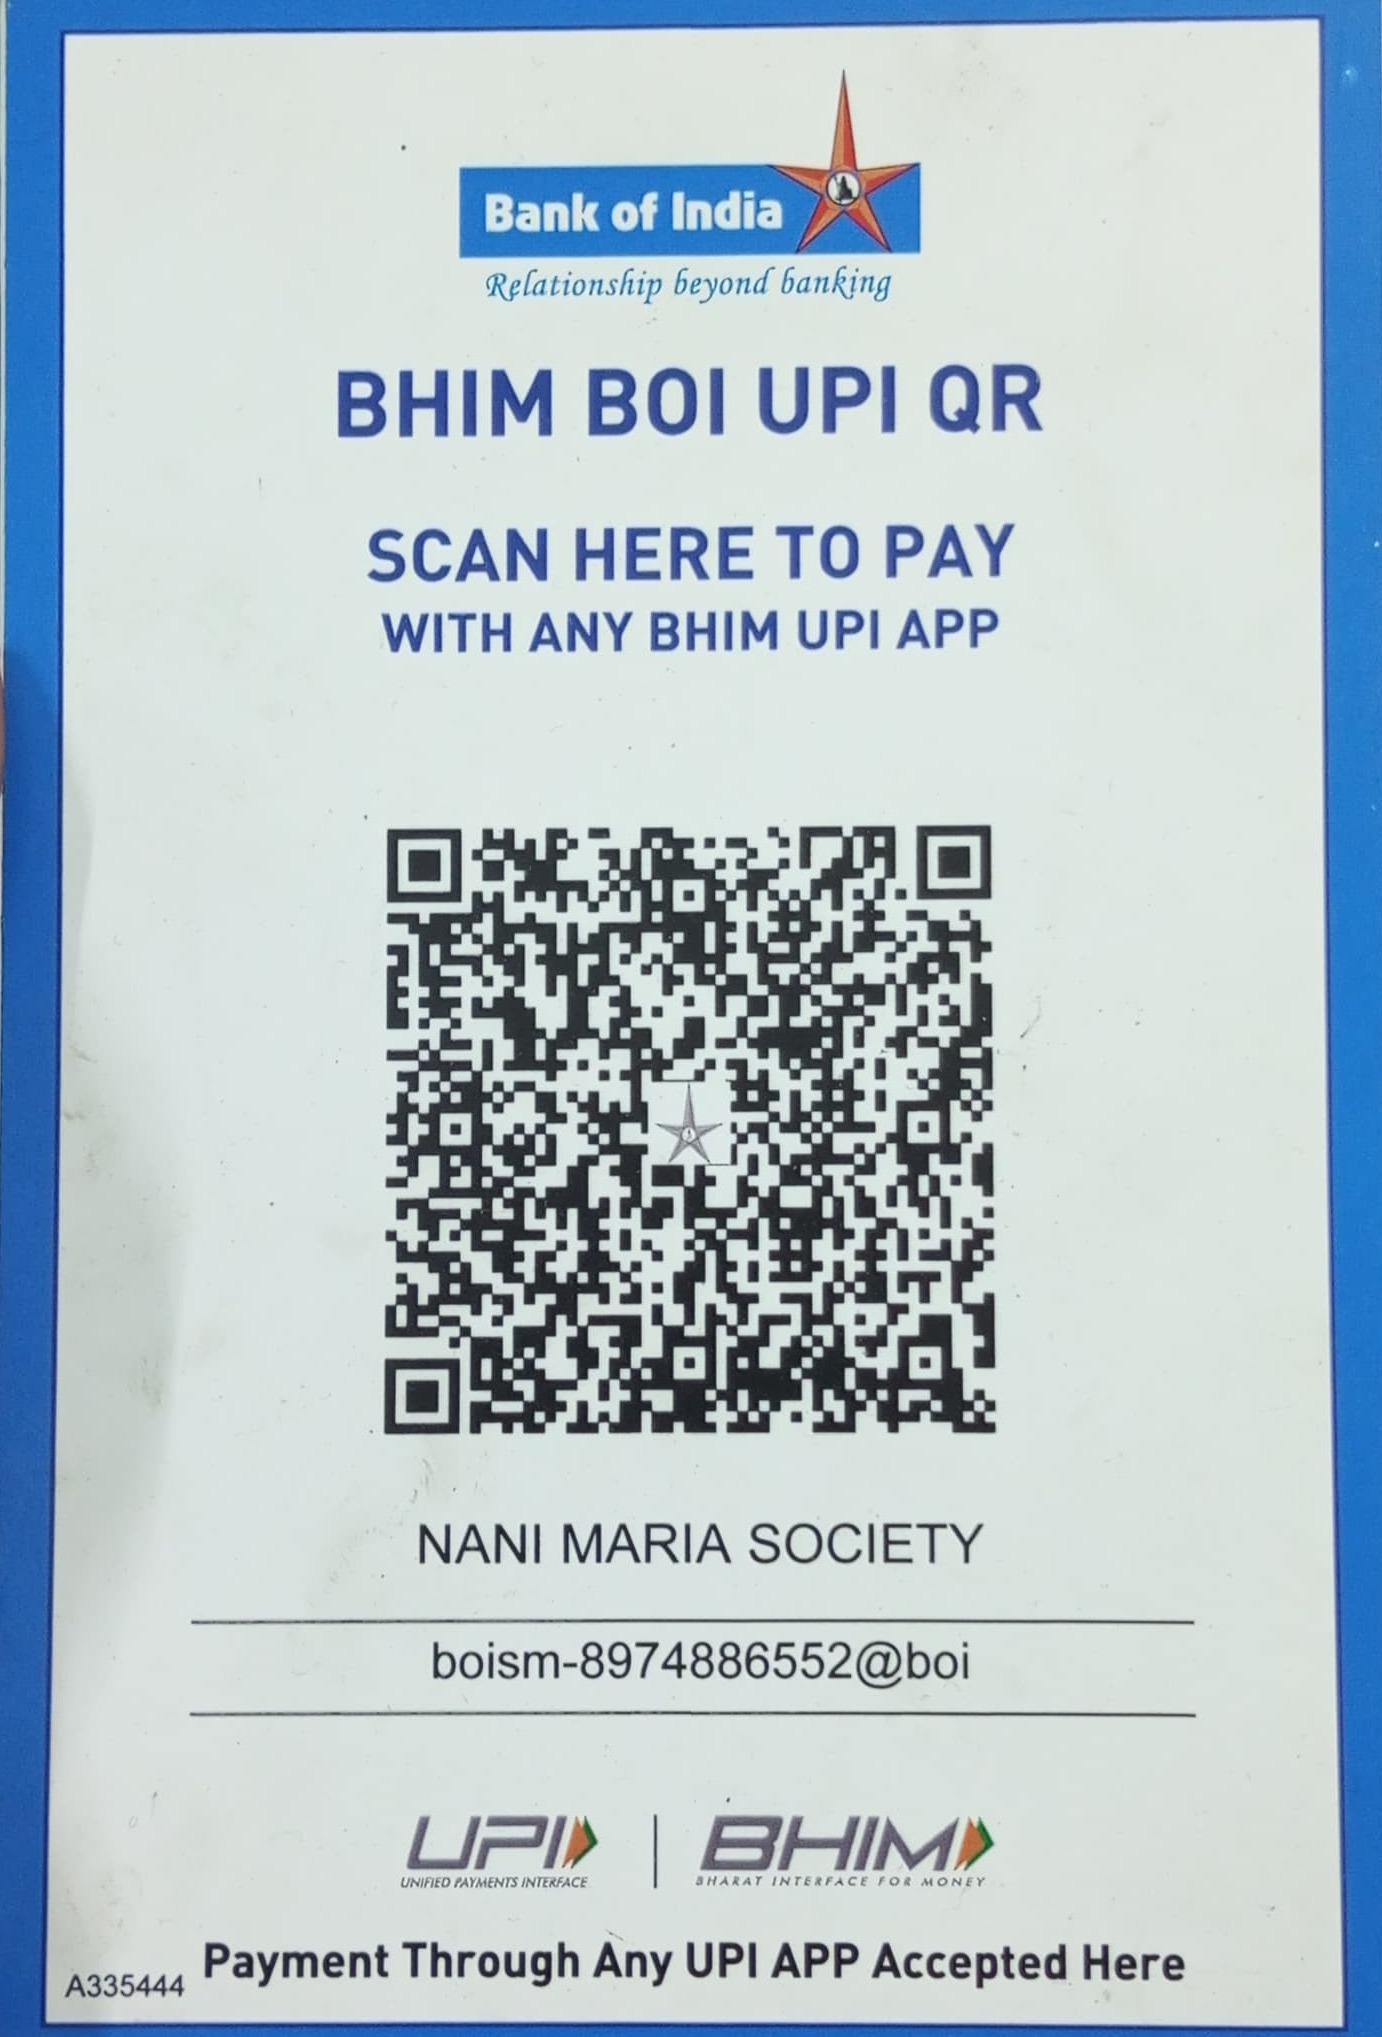 Bank of India
Relationship beyond banking
BHIM BOI UPI QR
SCAN HERE TO PAY
WITH ANY BHIM UPI APP
NANI MARIA SOCIETY
boism-8974886552@boi
UPI
UNIFIED PAYMENTS INTERFACE
BHIM
BHARAT INTERFACE FOR MONEY
Payment Through Any UPI APP Accepted Here
A335444